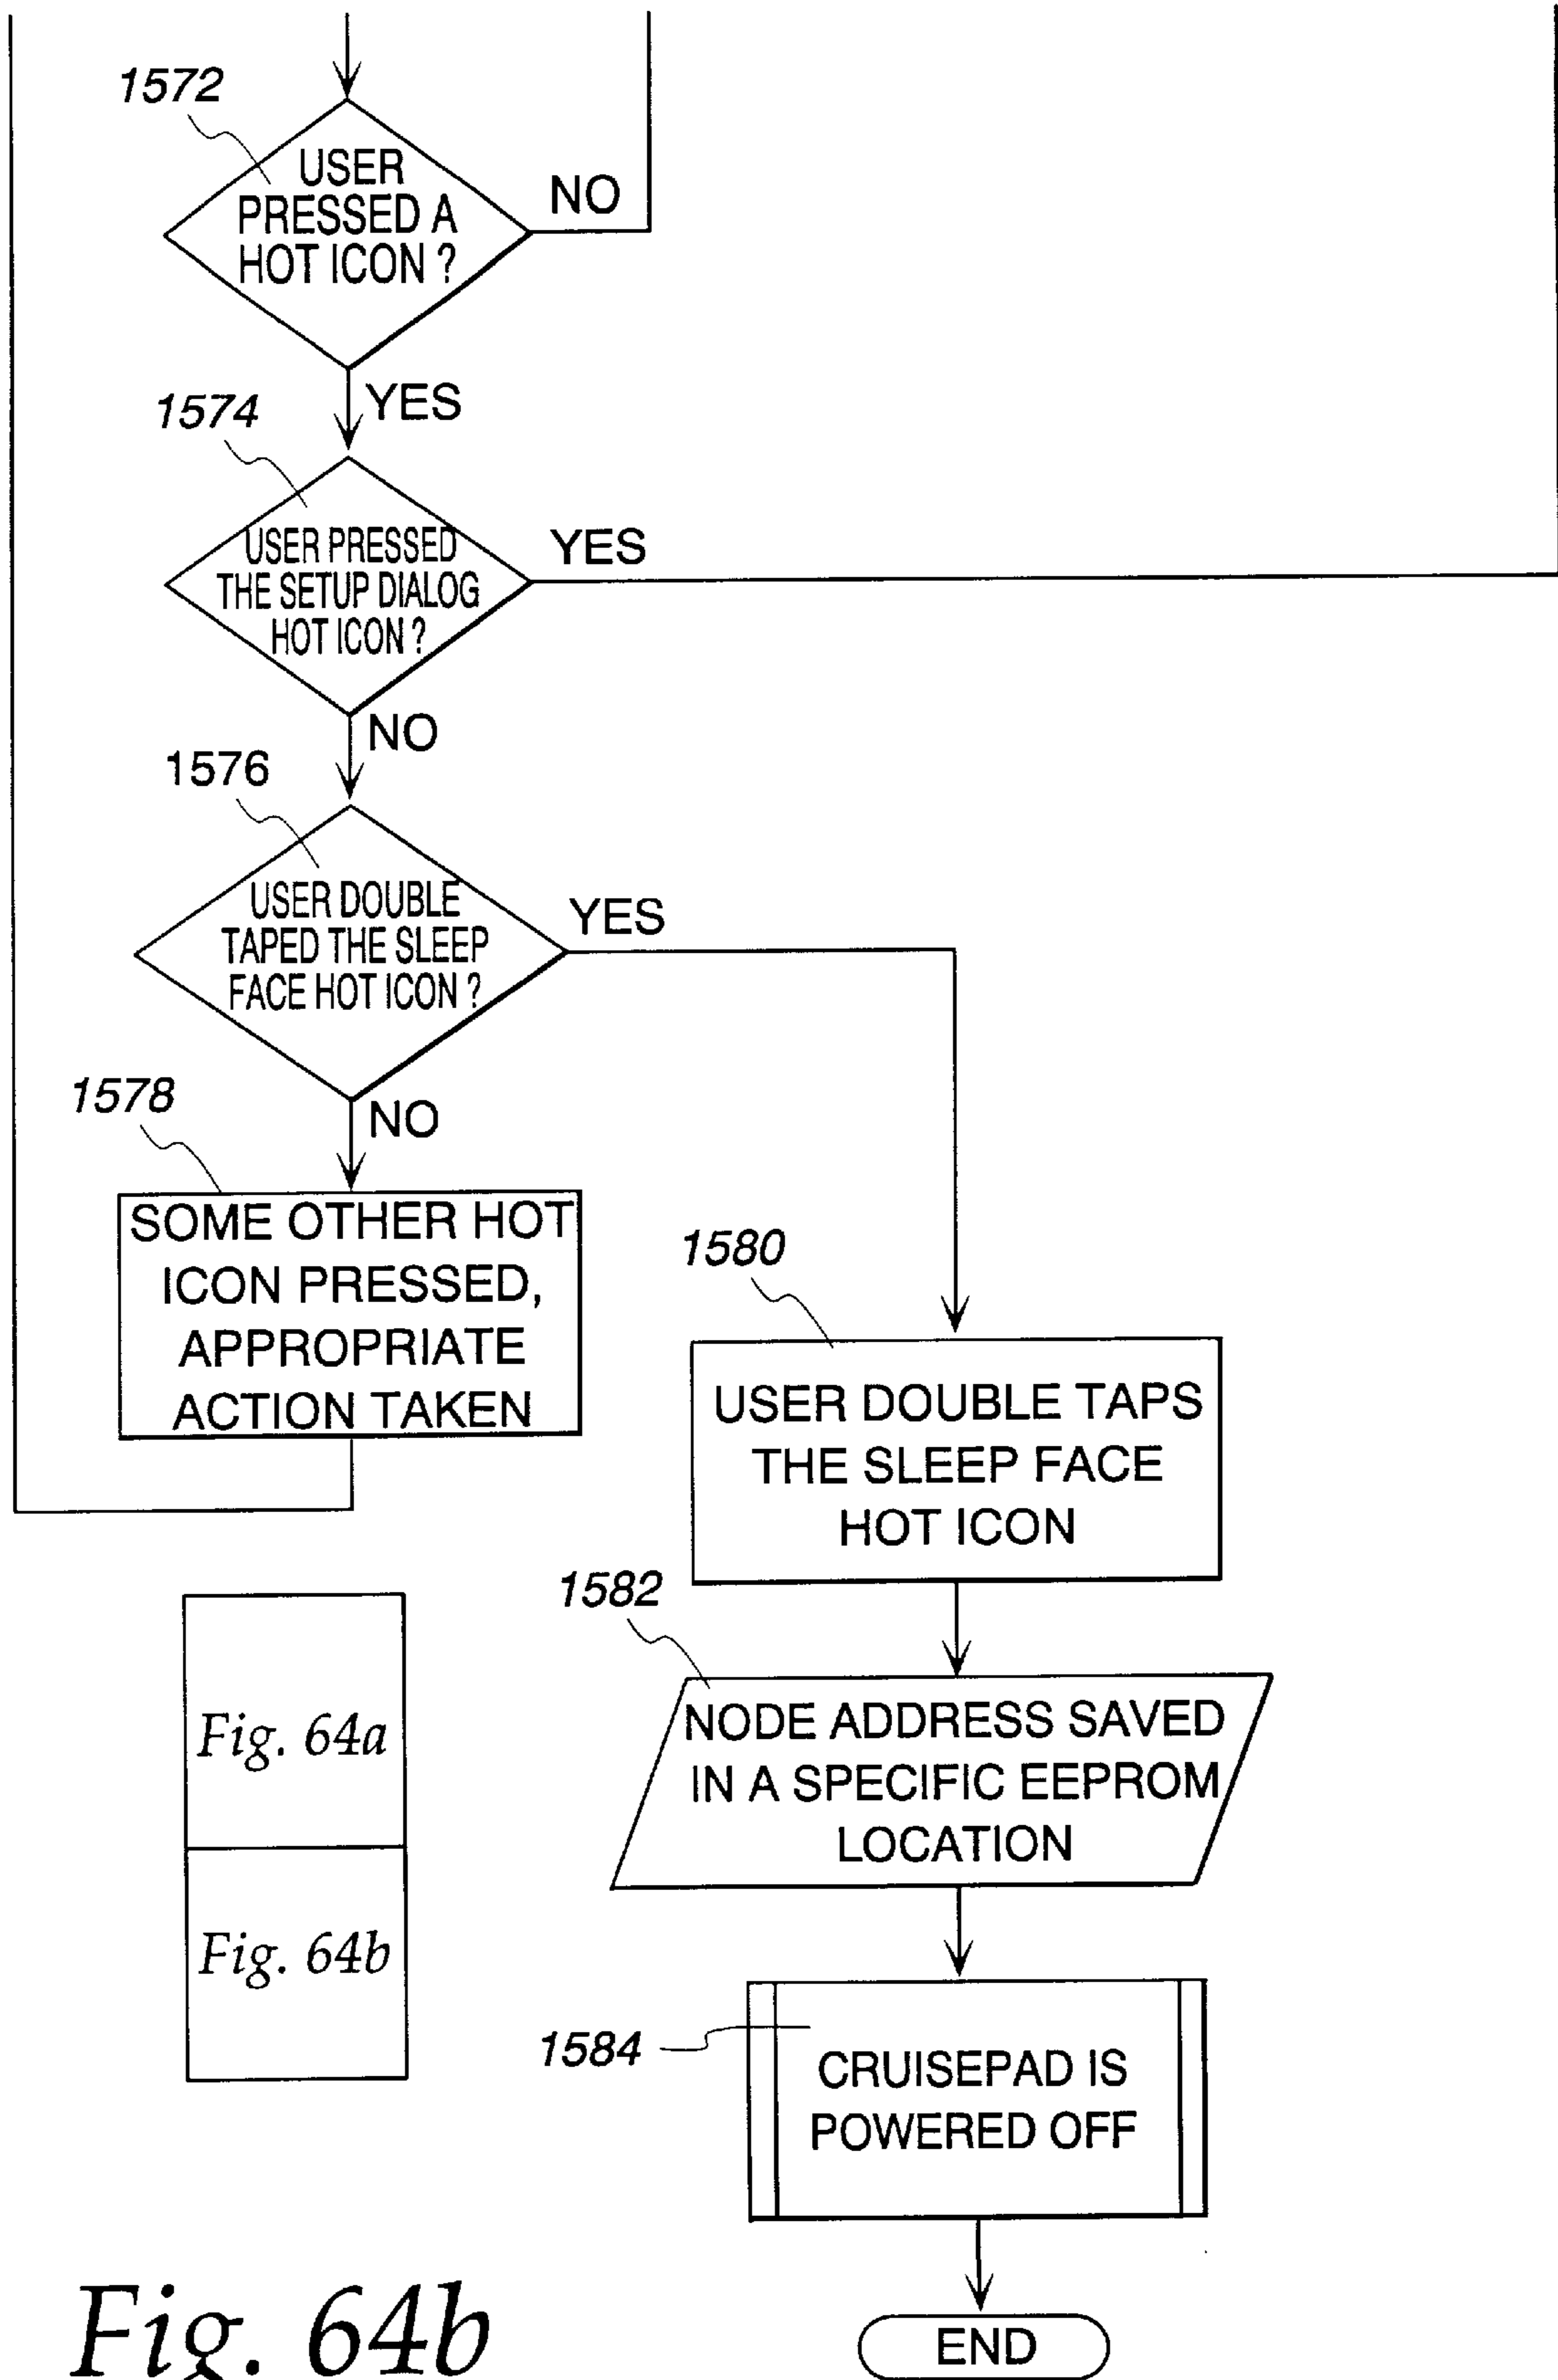 1572
USER
PRESSED A
HOT ICON ?
NO
YES
1574
USER PRESSED
THE SETUP DIALOG
HOT ICON ?
YES
NO
1576
USER DOUBLE
TAPED THE SLEEP
FACE HOT ICON ?
YES
NO
1578
SOME OTHER HOT
ICON PRESSED,
APPROPRIATE
ACTION TAKEN
1580
USER DOUBLE TAPS
THE SLEEP FACE
HOT ICON
1582
NODE ADDRESS SAVED
IN A SPECIFIC EEPROM
LOCATION
Fig. 64a
Fig. 64b
1584
CRUISEPAD IS
POWERED OFF
END
Fig. 64b